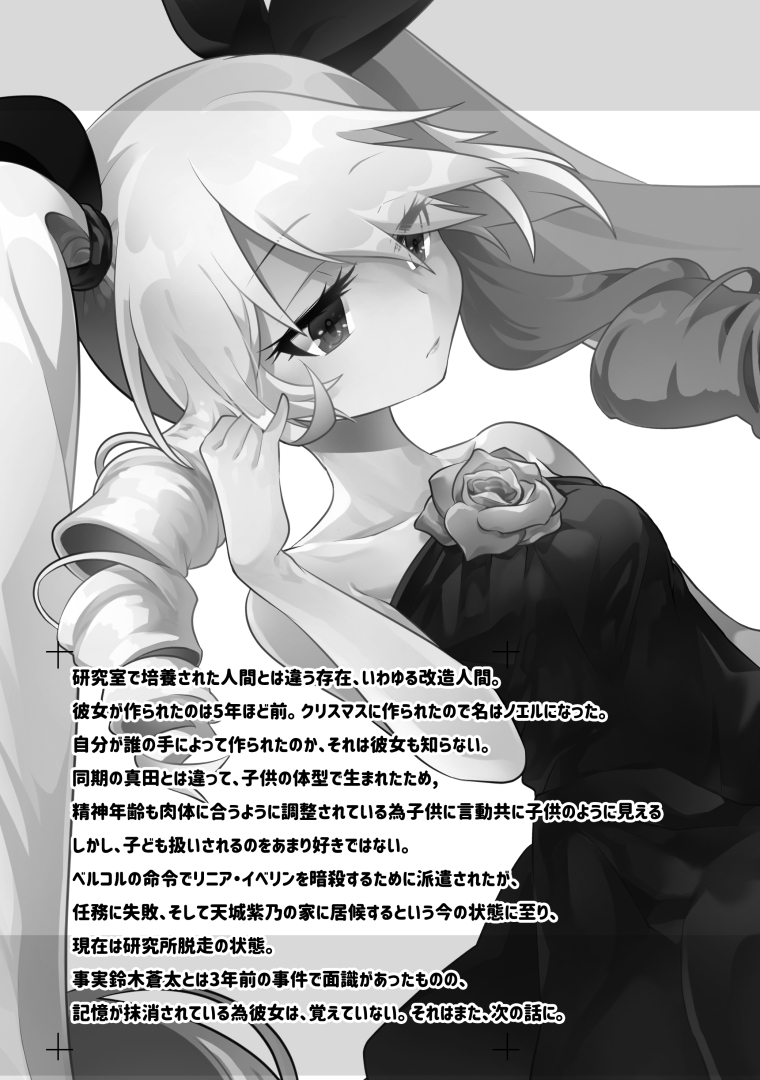 研究室で培養された人間とは違う存在、いわゆる改造人間。
彼女が作られたのは5年ほど前。クリスマスに作られたので名はノエルになった。
自分が誰の手によって作られたのか、それは彼女も知らない。
同期の真田とは違って、子供の体型で生まれたため,
精神年齢も肉体に合うように調整されている為子供に言動共に子供のように見える
しかし、子ども扱いされるのをあまり好きではない。
ベルコルの命令でリニア・イベリンを暗殺するために派遣されたが、
任務に失敗、そして天城紫乃の家に居候するという今の状態に至り、
現在は研究所脱走の状態。
事実鈴木蒼太とは3年前の事件で面識があったものの、
記憶が抹消されている為彼女は、覚えていない。それはまた、次の話に。